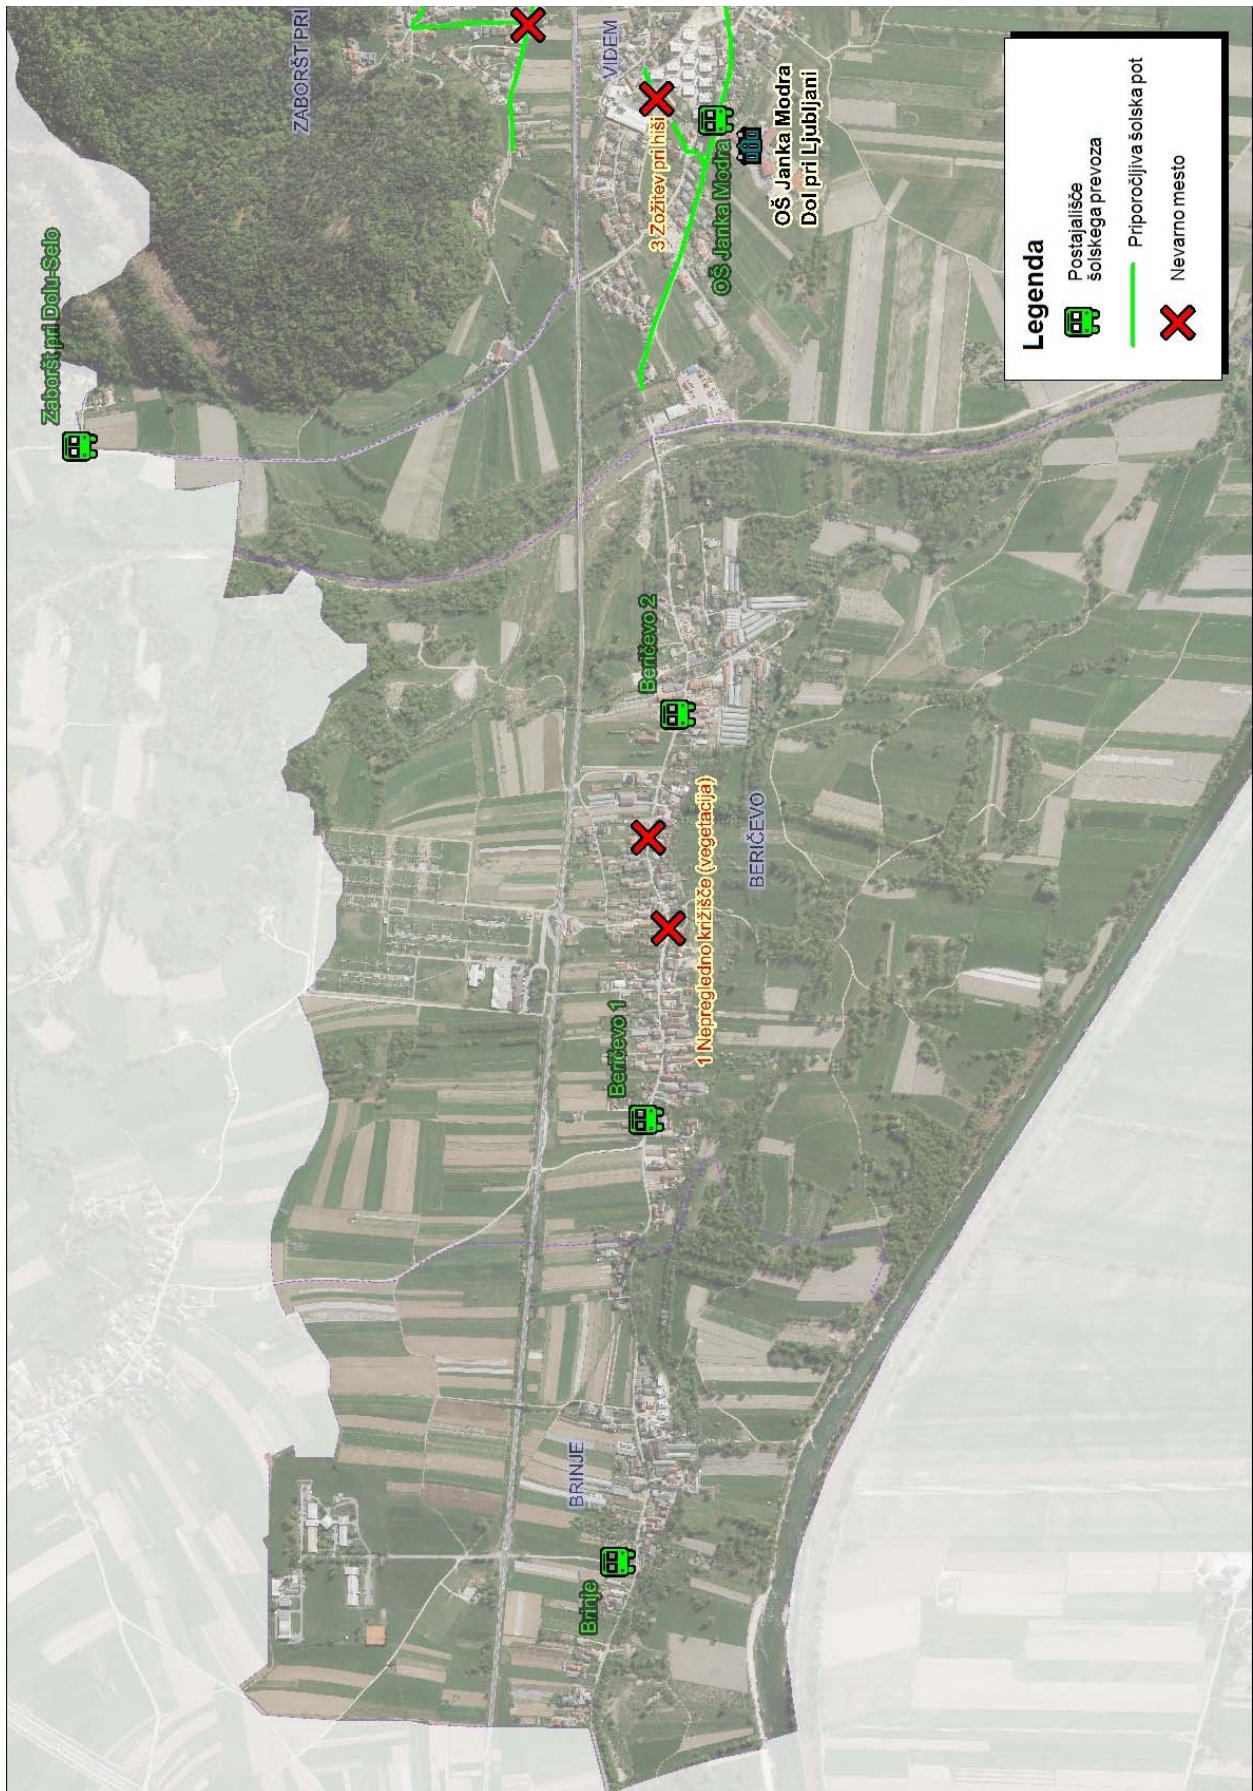 Zaboršt pri Dolu-Selo
ZABORŠT PRI
VIDEM
3 Zožitev pri hiši
OŠ Janka Modra
OŠ Janka Modra
Dol pri Ljubljani
Beričevo 2
1 Nepregledno križišče (vegetacija)
BERIČEVO
Beričevo 1
BRINJE
Brinje
Legenda
Postajališče
šolskega prevoza
Priporočljiva šolska pot
Nevarno mesto